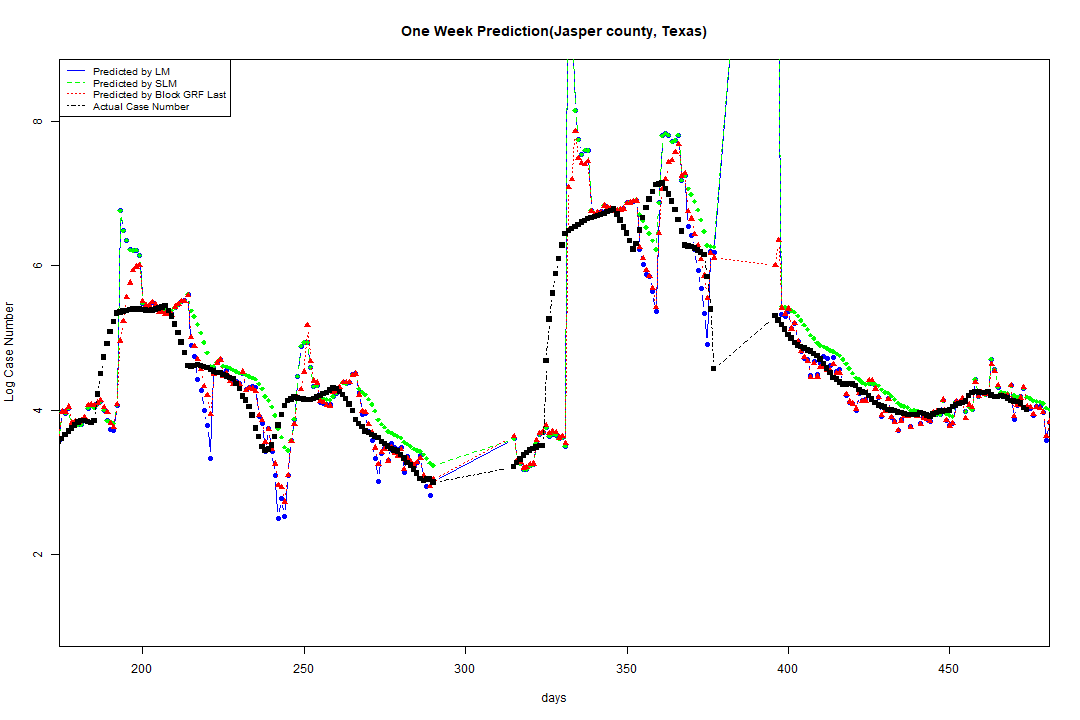 One Week Prediction(Jasper county, Texas)
Predicted by LM
Predicted by SLM
Predicted by Block GRF Last
Actual Case Number
Log Case Number
8
6
4
2
200 250 300 350 400 450
days